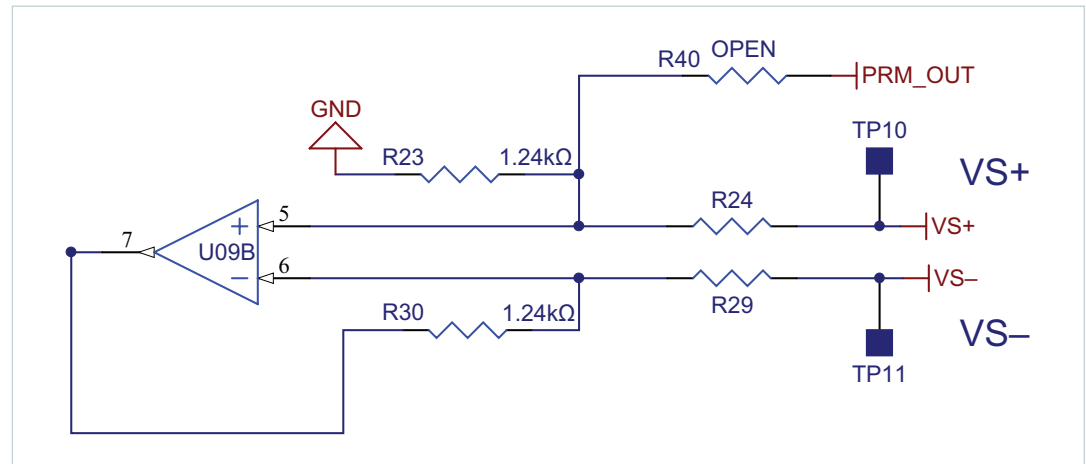 OPEN
R40
PRM_OUT
GND
TP10
R23
1.24kΩ
VS+
R24
5
+
U09B
7
VS+
6
–
VS–
R30
1.24kΩ
R29
VS–
TP11